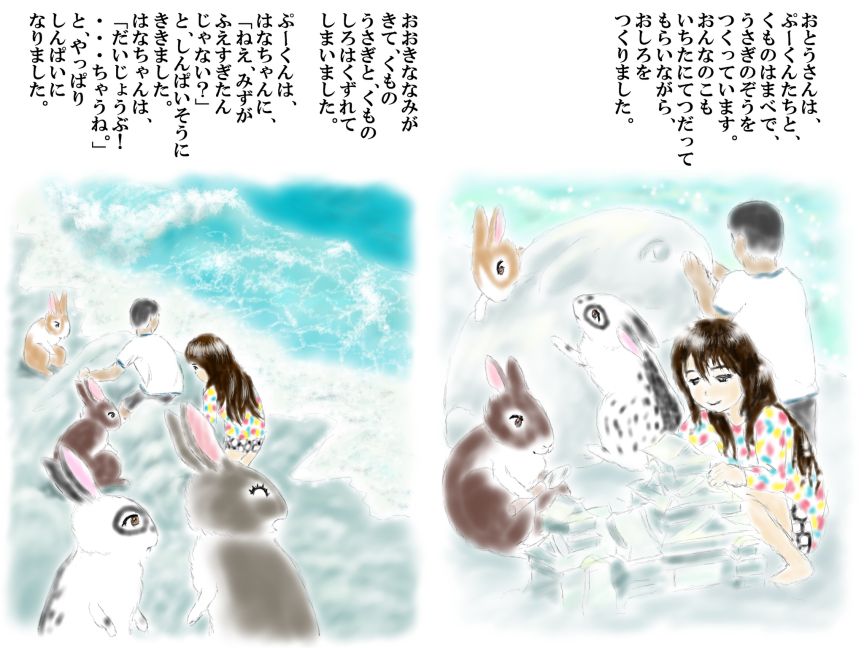 おとうさんは、
ぷーくんたちと、
くものはまべで、
うさぎのぞうを
つくっています。
おんなのこも
いちたにてつだって
もらいながら、
おしろを
つくりました。
おおきななみが
きて、くもの
うさぎと、くもの
しろはくずれて
しまいました。
ぷーくんは、
はなちゃんに、
「ねえ、みずが
ふえすぎたん
じゃない？」
と、しんぱいそうに
ききました。
はなちゃんは、
「だいじょうぶ！
・・・ちゃうね。」
と、やっぱり
しんぱいに
なりました。